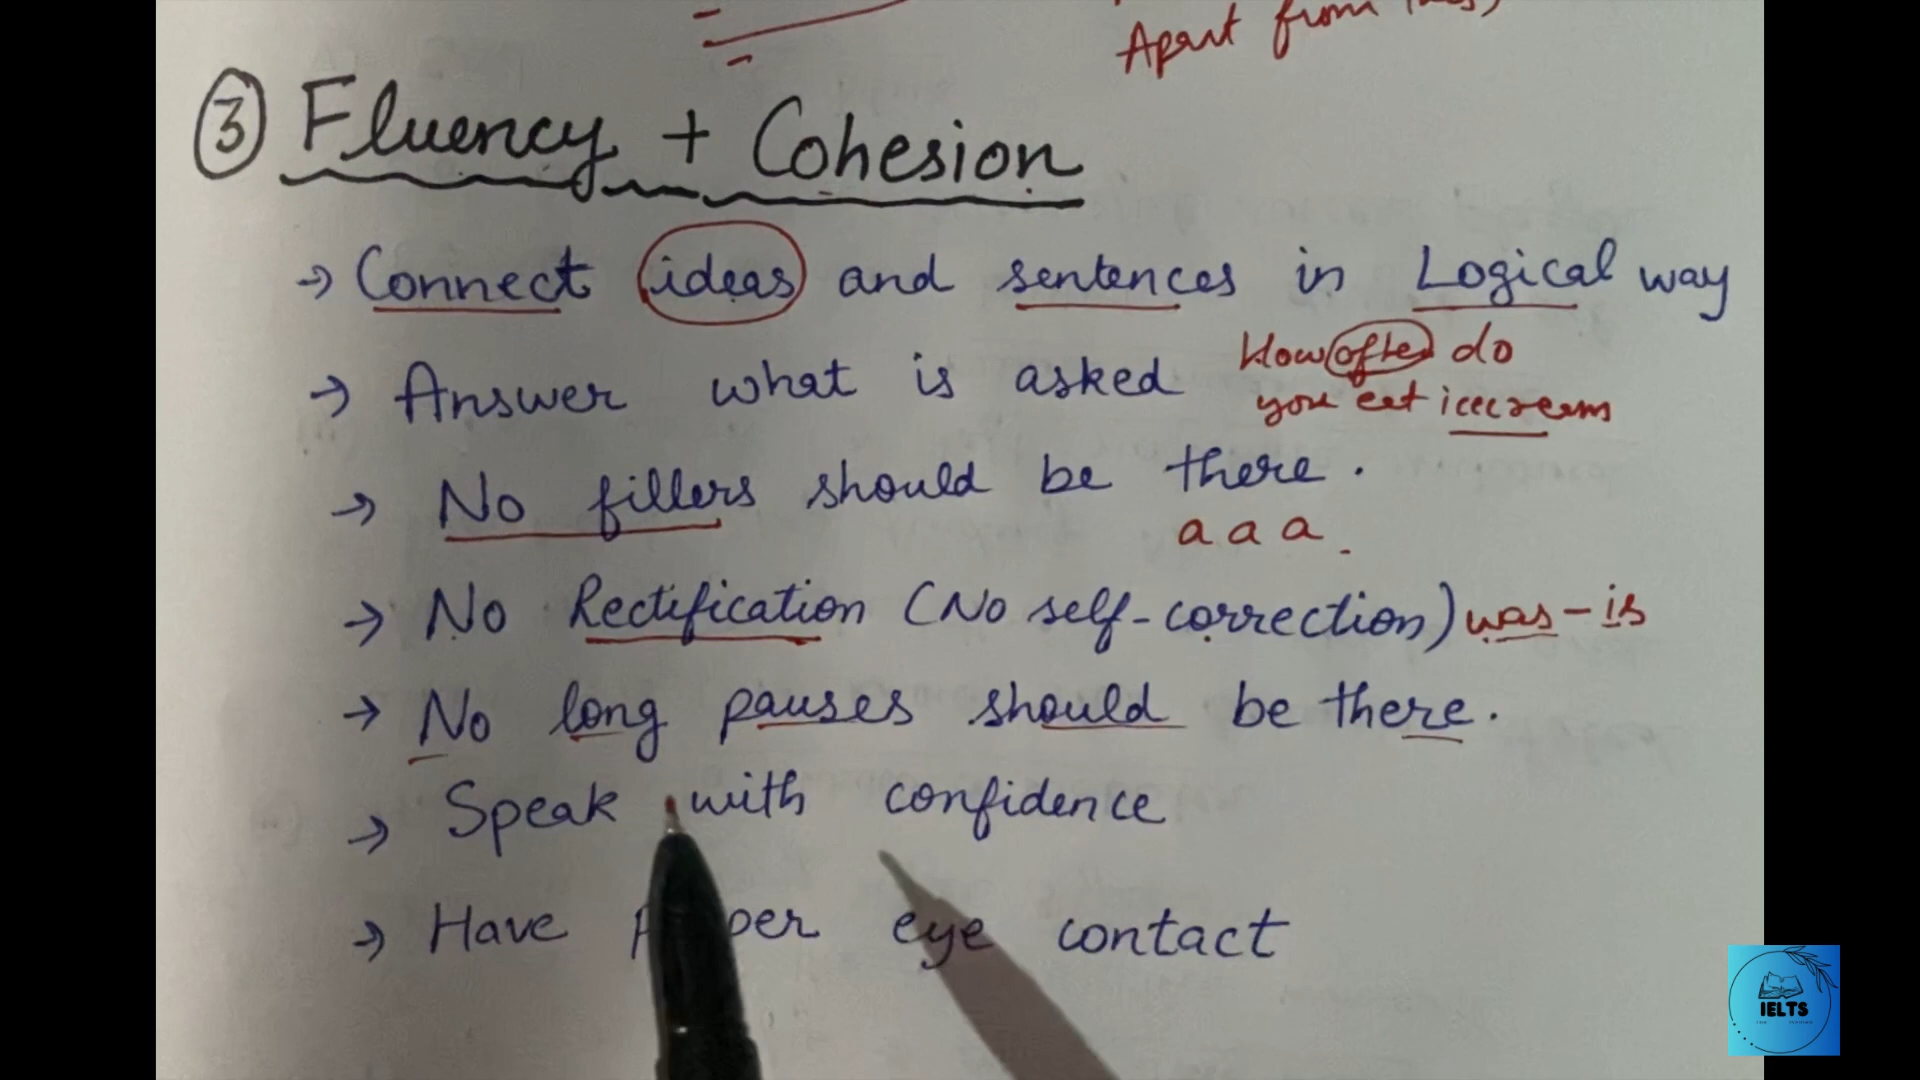 Apart from
③ Fluency + Cohesion
→ Connect ideas and sentences in Logical way
→ Answer what is asked
How often do
you eat icecream
→ No fillers should be there.
a a a
→ No Rectification (No self-correction) was - is
→ No long pauses should be there.
→ Speak with confidence
→ Have eye contact
IELTS